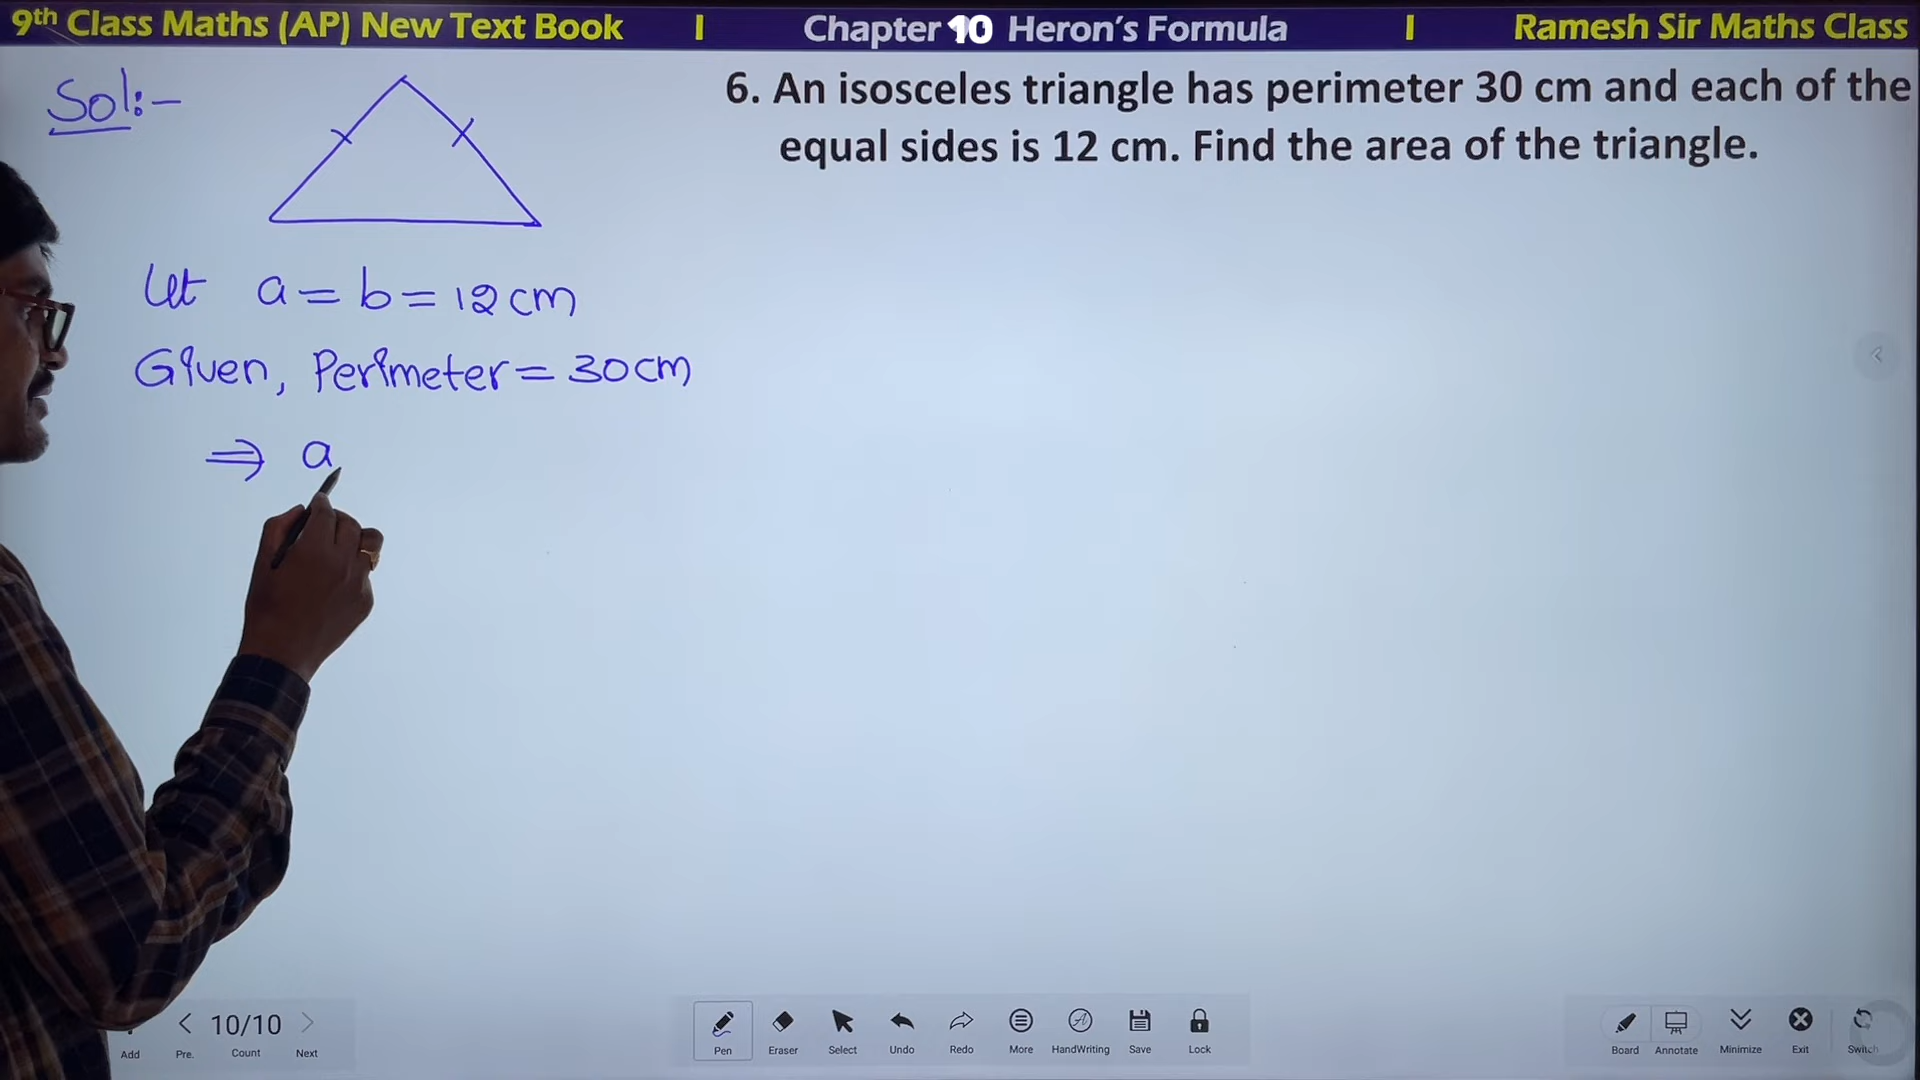 9th Class Maths (AP) New Text Book I Chapter 10 Heron's Formula I Ramesh Sir Maths Class
Sol:-
6. An isosceles triangle has perimeter 30 cm and each of the
equal sides is 12 cm. Find the area of the triangle.
Let a = b = 12 cm
Given, Perimeter = 30 cm
⇒ a
Add
Pre.
10/10
Count
Next
Pen
Eraser
Select
Undo
Redo
More
HandWriting
Save
Lock
Board
Annotate
Minimize
Exit
Switch